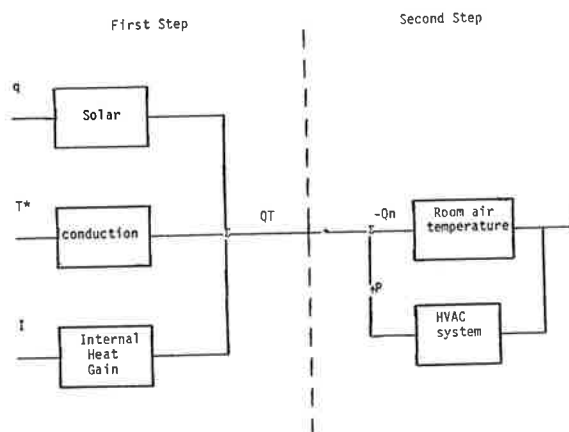 First Step
Second Step
q
Solar
T*
conduction
QT
-Qn
Room air
temperature
P
I
Internal
Heat
Gain
HVAC
system